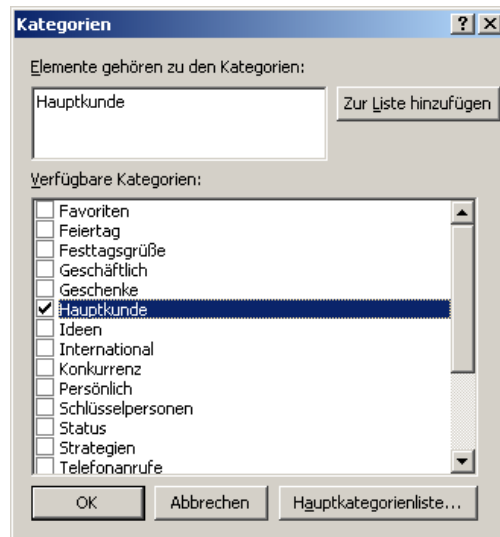 Kategorien
Elemente gehören zu den Kategorien:
Hauptkunde
Zur Liste hinzufügen
Verfügbare Kategorien:
Favoriten
Feiertag
Festtagsgrüße
Geschäftlich
Geschenke
Hauptkunde
Ideen
International
Konkurrenz
Persönlich
Schlüsselpersonen
Status
Strategien
Telefonanrufe
OK Abbrechen Hauptkategorienliste...